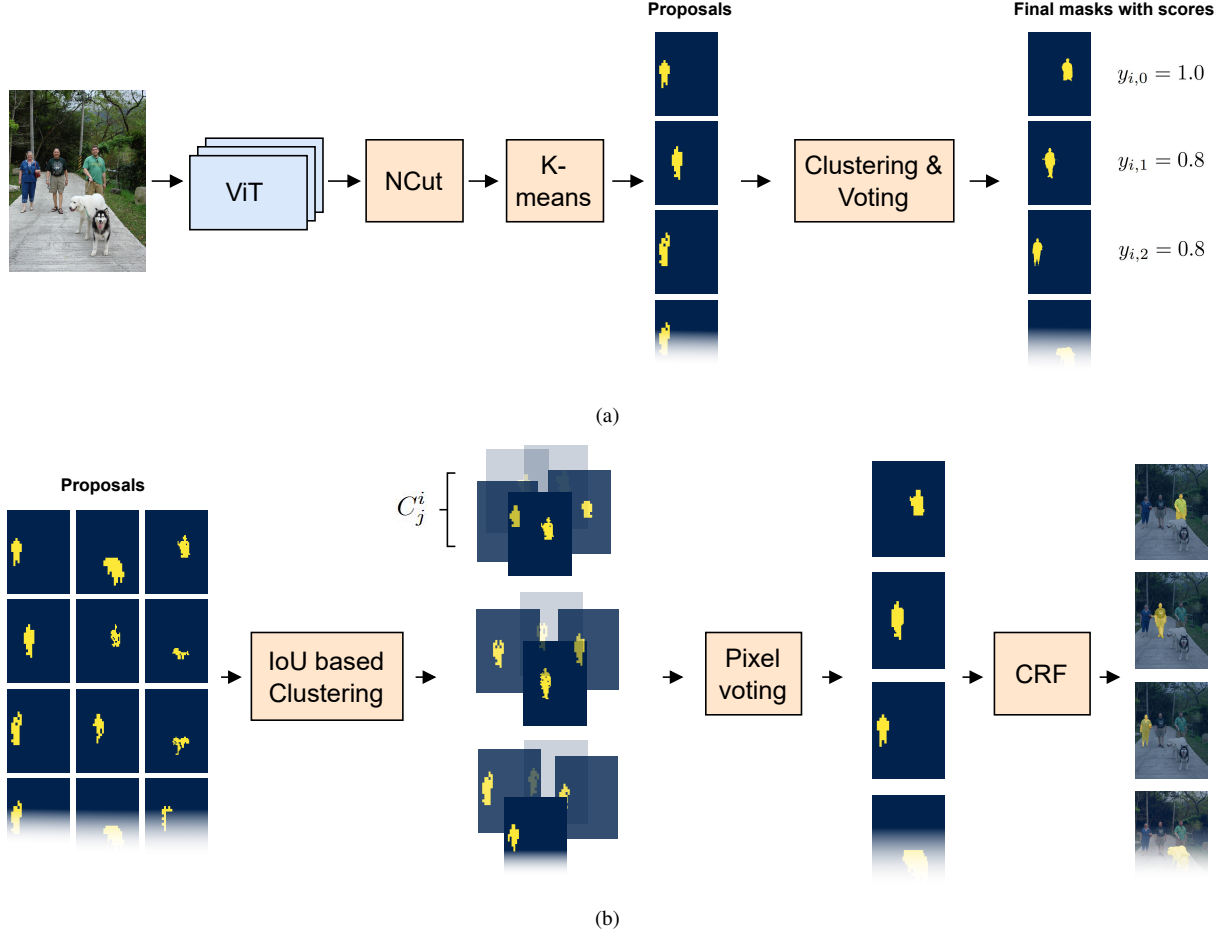 Proposals
Final masks with scores
ViT
NCut
K-
means
Clustering &
Voting
$y_{i,0} = 1.0$
$y_{i,1} = 0.8$
$y_{i,2} = 0.8$
(a)
Proposals
$C_j^i$
IoU based
Clustering
Pixel
voting
CRF
(b)